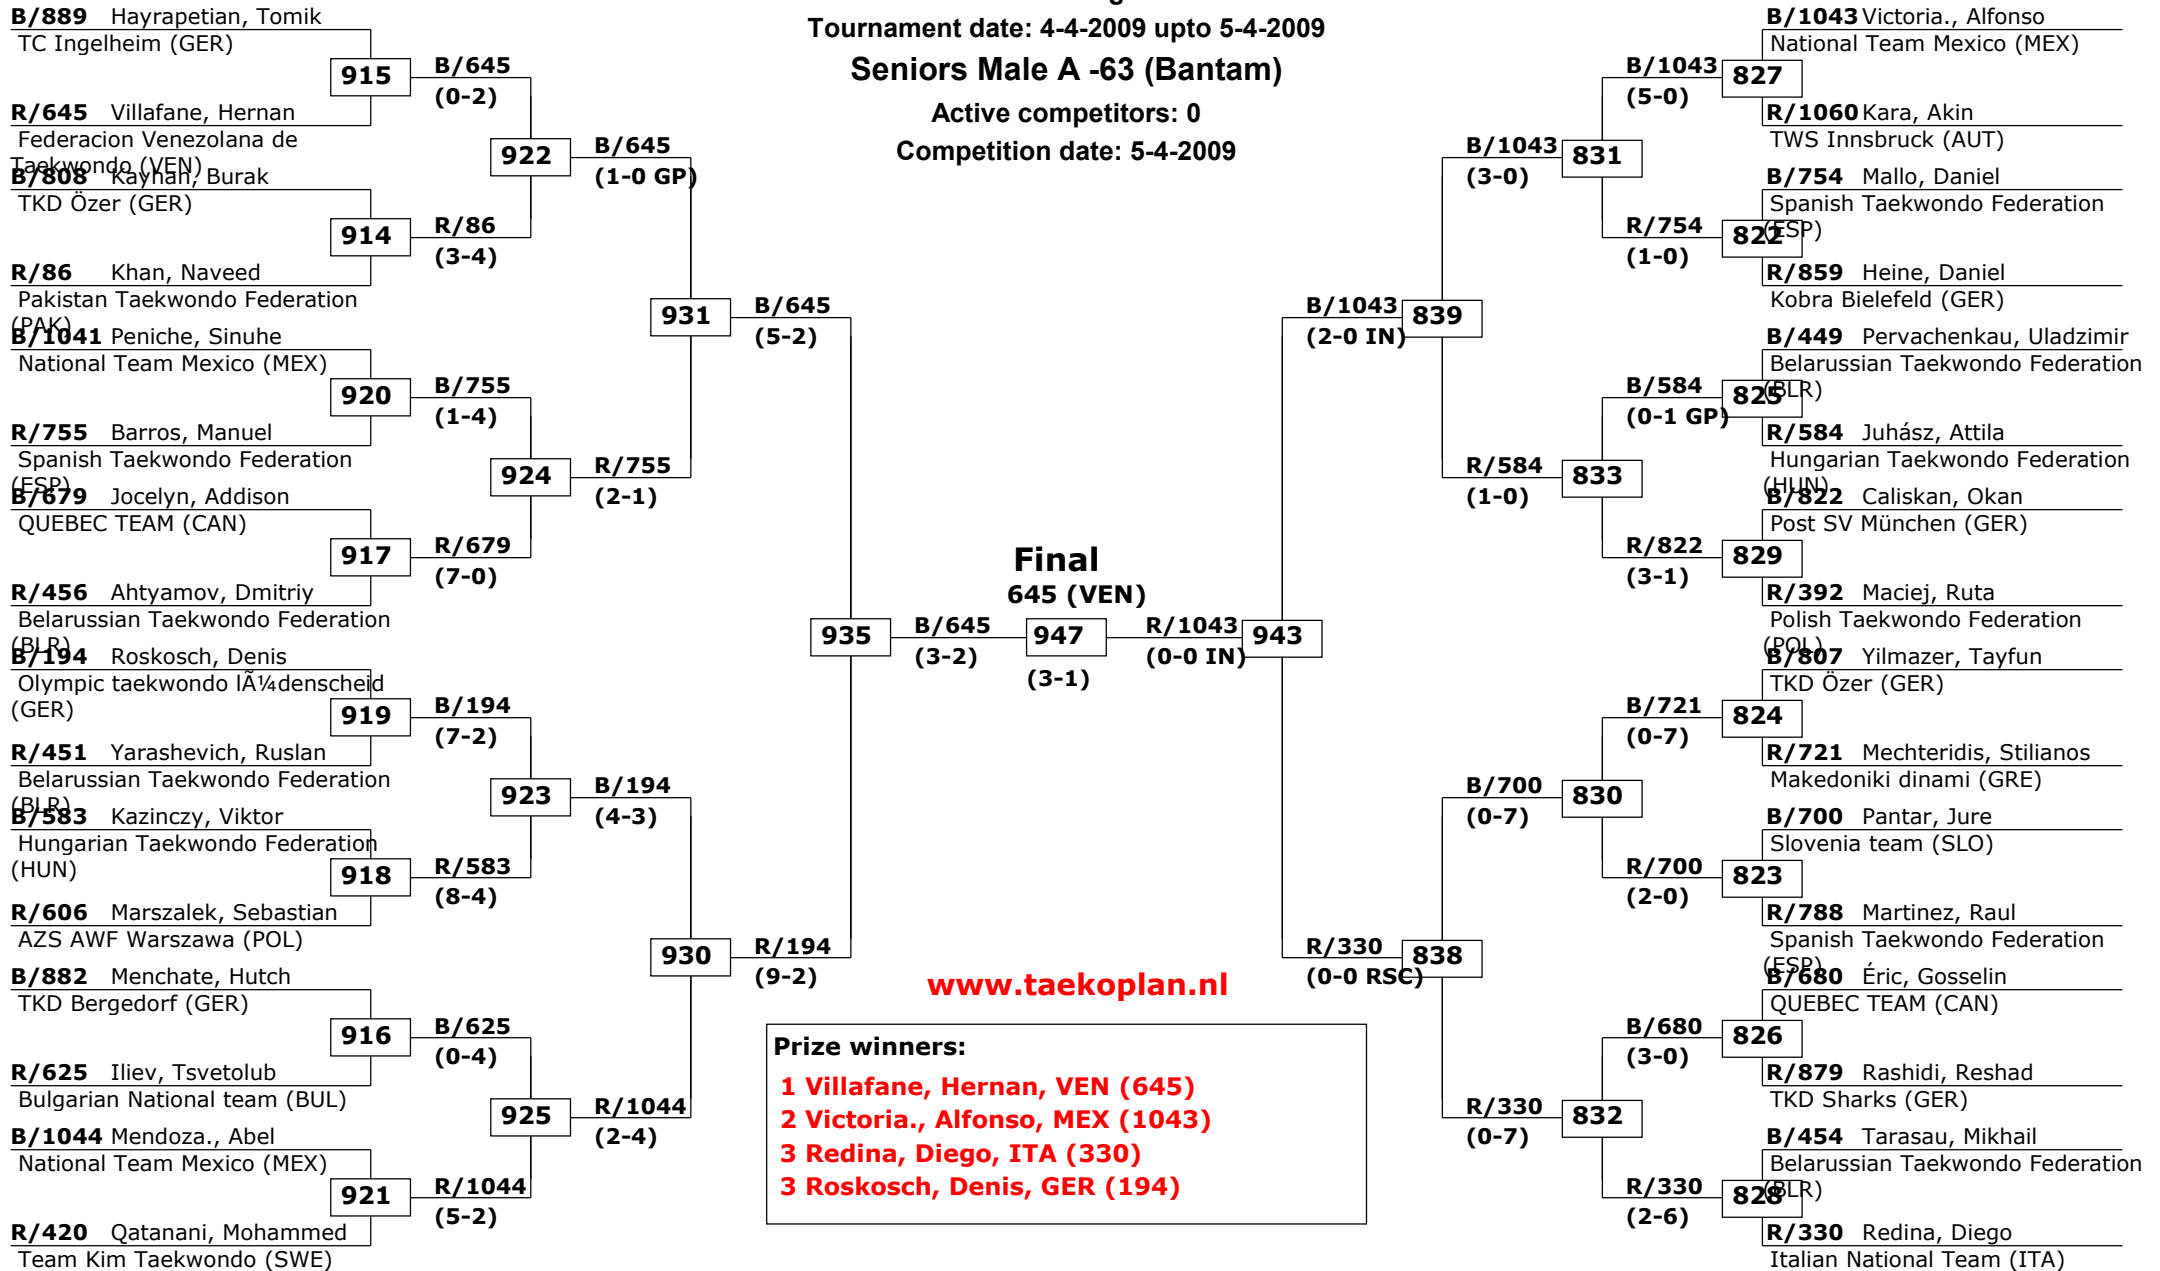 Tournament date: 4-4-2009 upto 5-4-2009
Seniors Male A -63 (Bantam)
Active competitors: 0
Competition date: 5-4-2009
B/889 Hayrapetian, Tomik
TC Ingelheim (GER)
915
R/645 Villafane, Hernan
Federacion Venezolana de
Taekwondo (VEN)
B/808 Kayhan, Burak
TKD Özer (GER)
914
R/86 Khan, Naveed
Pakistan Taekwondo Federation
(PAK)
B/1041 Peniche, Sinuhe
National Team Mexico (MEX)
920
R/755 Barros, Manuel
Spanish Taekwondo Federation
(ESP)
B/679 Jocelyn, Addison
QUEBEC TEAM (CAN)
917
R/456 Ahtyamov, Dmitriy
Belarussian Taekwondo Federation
(BLR)
B/194 Roskosch, Denis
Olympic taekwondo lÃ¼denscheid
(GER)
919
R/451 Yarashevich, Ruslan
Belarussian Taekwondo Federation
(BLR)
B/583 Kazinczy, Viktor
Hungarian Taekwondo Federation
(HUN)
918
R/606 Marszalek, Sebastian
AZS AWF Warszawa (POL)
B/882 Menchate, Hutch
TKD Bergedorf (GER)
916
R/625 Iliev, Tsvetolub
Bulgarian National team (BUL)
B/1044 Mendoza., Abel
National Team Mexico (MEX)
921
R/420 Qatanani, Mohammed
Team Kim Taekwondo (SWE)
B/645
(0-2)
922
R/86
(3-4)
B/755
(1-4)
924
R/679
(7-0)
B/194
(7-2)
923
R/583
(8-4)
B/625
(0-4)
925
R/1044
(5-2)
B/645
(1-0 GP)
931
R/755
(2-1)
B/194
(4-3)
930
R/1044
(2-4)
B/645
(5-2)
935
R/194
(9-2)
B/645
(3-2)
Final
645 (VEN)
947
(3-1)
R/1043
(0-0 IN)
943
B/1043
(2-0 IN)
839
R/330
(0-0 RSC)
838
B/1043
(3-0)
831
R/584
(1-0)
833
B/700
(0-7)
830
R/330
(0-7)
832
B/1043
(5-0)
827
R/754
(1-0)
822
B/584
(0-1 GP)
825
R/822
(3-1)
829
B/721
(0-7)
824
R/700
(2-0)
823
B/680
(3-0)
826
R/330
(2-6)
828
B/1043 Victoria., Alfonso
National Team Mexico (MEX)
R/1060 Kara, Akin
TWS Innsbruck (AUT)
B/754 Mallo, Daniel
Spanish Taekwondo Federation
(ESP)
R/859 Heine, Daniel
Kobra Bielefeld (GER)
B/449 Pervachenkau, Uladzimir
Belarussian Taekwondo Federation
(BLR)
R/584 Juhász, Attila
Hungarian Taekwondo Federation
(HUN)
B/822 Caliskan, Okan
Post SV München (GER)
R/392 Maciej, Ruta
Polish Taekwondo Federation
(POL)
B/807 Yilmazer, Tayfun
TKD Özer (GER)
R/721 Mechteridis, Stilianos
Makedoniki dinami (GRE)
B/700 Pantar, Jure
Slovenia team (SLO)
R/788 Martinez, Raul
Spanish Taekwondo Federation
(ESP)
B/680 Éric, Gosselin
QUEBEC TEAM (CAN)
R/879 Rashidi, Reshad
TKD Sharks (GER)
B/454 Tarasau, Mikhail
Belarussian Taekwondo Federation
(BLR)
R/330 Redina, Diego
Italian National Team (ITA)
www.taekoplan.nl
Prize winners:
1 Villafane, Hernan, VEN (645)
2 Victoria., Alfonso, MEX (1043)
3 Redina, Diego, ITA (330)
3 Roskosch, Denis, GER (194)